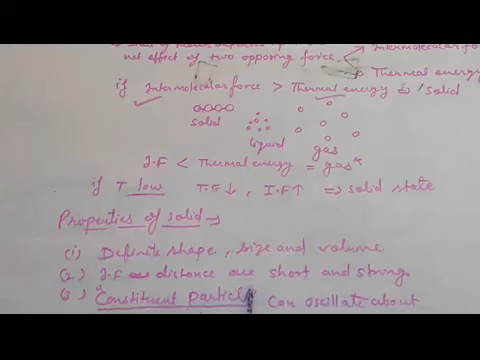 net effect of two opposing force
Intermolecular fo
Thermal energy
if Intermolecular force > Thermal energy => Solid
solid
liquid
gas
I.F < Thermal energy = gas*
if T low T.E ↓, I.F ↑ => solid state
Properties of solid →
(i) Definite shape, size and volume
(2) I.F distance are short and strong
(3) Constituent Particle can oscillate about